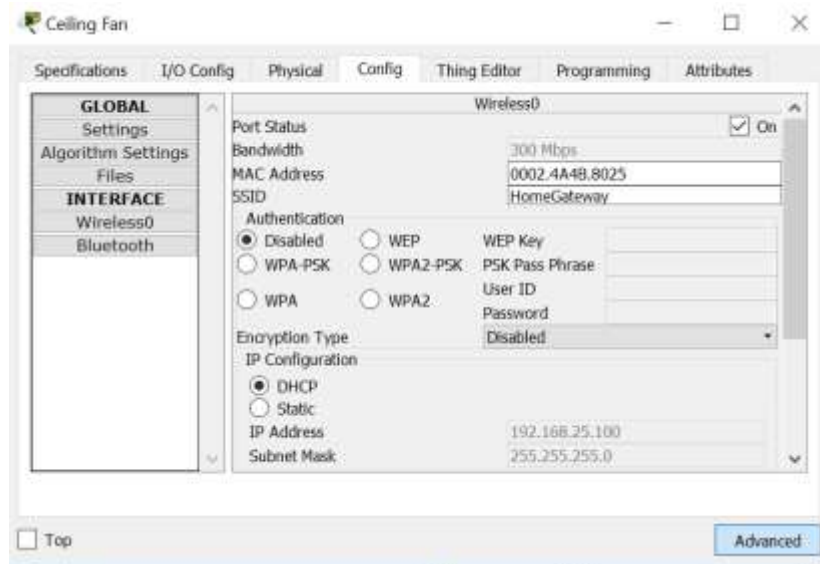 Ceiling Fan
Specifications I/O Config Physical Config Thing Editor Programming Attributes
GLOBAL
Settings
Algorithm Settings
Files
INTERFACE
Wireless0
Bluetooth
Wireless0
Port Status On
Bandwidth 300 Mbps
MAC Address 0002.4A4B.8025
SSID HomeGateway
Authentication
Disabled WEP WEP Key
WPA-PSK WPA2-PSK PSK Pass Phrase
User ID
WPA WPA2
Password
Encryption Type Disabled
IP Configuration
DHCP
Static
IP Address 192.168.25.100
Subnet Mask 255.255.255.0
Top Advanced